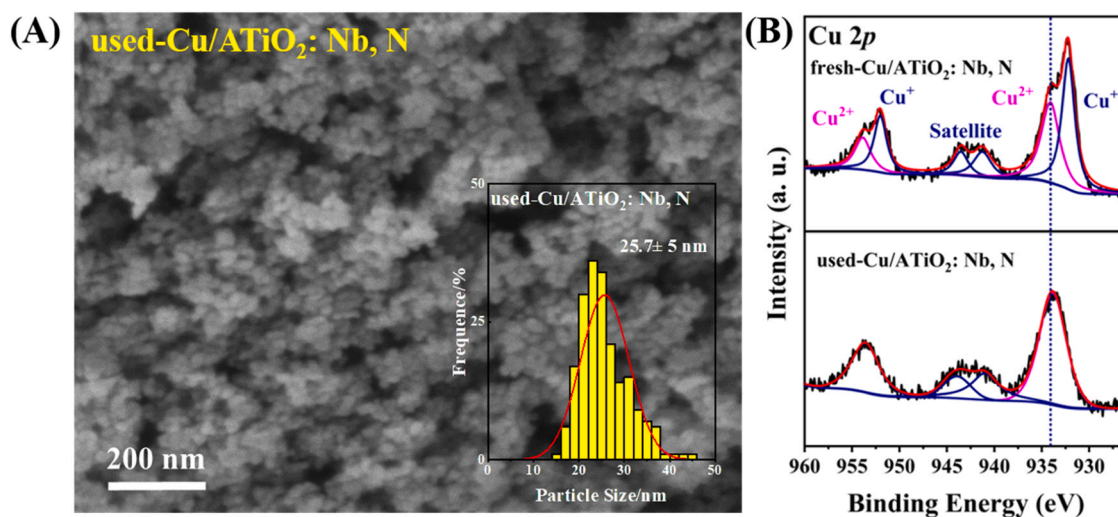 (A)
used-Cu/ATiO₂: Nb, N
200 nm
50
25
0
Frequence/%
used-Cu/ATiO₂: Nb, N
25.7± 5 nm
0 10 20 30 40 50
Particle Size/nm
(B)
Cu 2p
fresh-Cu/ATiO₂: Nb, N
Cu²⁺
Cu⁺
Satellite
Cu²⁺
Cu⁺
used-Cu/ATiO₂: Nb, N
Intensity (a. u.)
960 955 950 945 940 935 930
Binding Energy (eV)